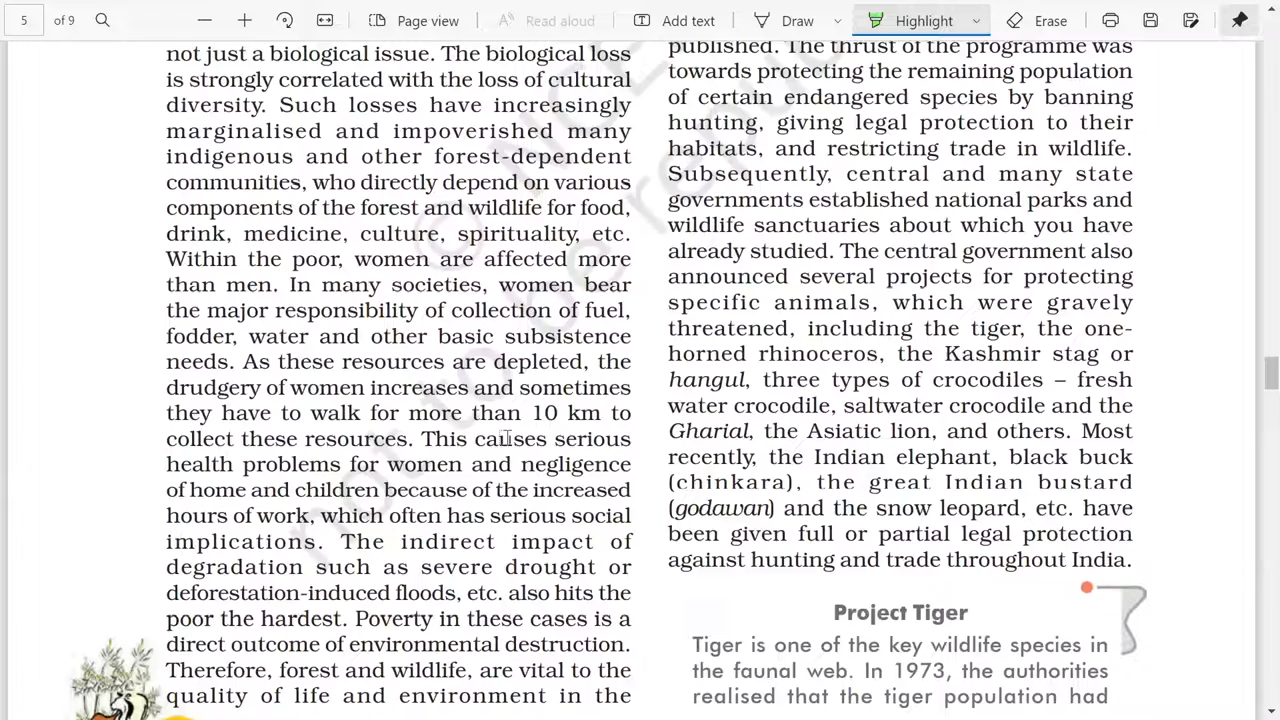 5 of 9 Page view Read aloud Add text Draw Highlight Erase
not just a biological issue. The biological loss
is strongly correlated with the loss of cultural
diversity. Such losses have increasingly
marginalised and impoverished many
indigenous and other forest-dependent
communities, who directly depend on various
components of the forest and wildlife for food,
drink, medicine, culture, spirituality, etc.
Within the poor, women are affected more
than men. In many societies, women bear
the major responsibility of collection of fuel,
fodder, water and other basic subsistence
needs. As these resources are depleted, the
drudgery of women increases and sometimes
they have to walk for more than 10 km to
collect these resources. This causes serious
health problems for women and negligence
of home and children because of the increased
hours of work, which often has serious social
implications. The indirect impact of
degradation such as severe drought or
deforestation-induced floods, etc. also hits the
poor the hardest. Poverty in these cases is a
direct outcome of environmental destruction.
Therefore, forest and wildlife, are vital to the
quality of life and environment in the
published. The thrust of the programme was
towards protecting the remaining population
of certain endangered species by banning
hunting, giving legal protection to their
habitats, and restricting trade in wildlife.
Subsequently, central and many state
governments established national parks and
wildlife sanctuaries about which you have
already studied. The central government also
announced several projects for protecting
specific animals, which were gravely
threatened, including the tiger, the one-
horned rhinoceros, the Kashmir stag or
hangul, three types of crocodiles – fresh
water crocodile, saltwater crocodile and the
Gharial, the Asiatic lion, and others. Most
recently, the Indian elephant, black buck
(chinkara), the great Indian bustard
(godawan) and the snow leopard, etc. have
been given full or partial legal protection
against hunting and trade throughout India.
Project Tiger
Tiger is one of the key wildlife species in
the faunal web. In 1973, the authorities
realised that the tiger population had
not to be repu